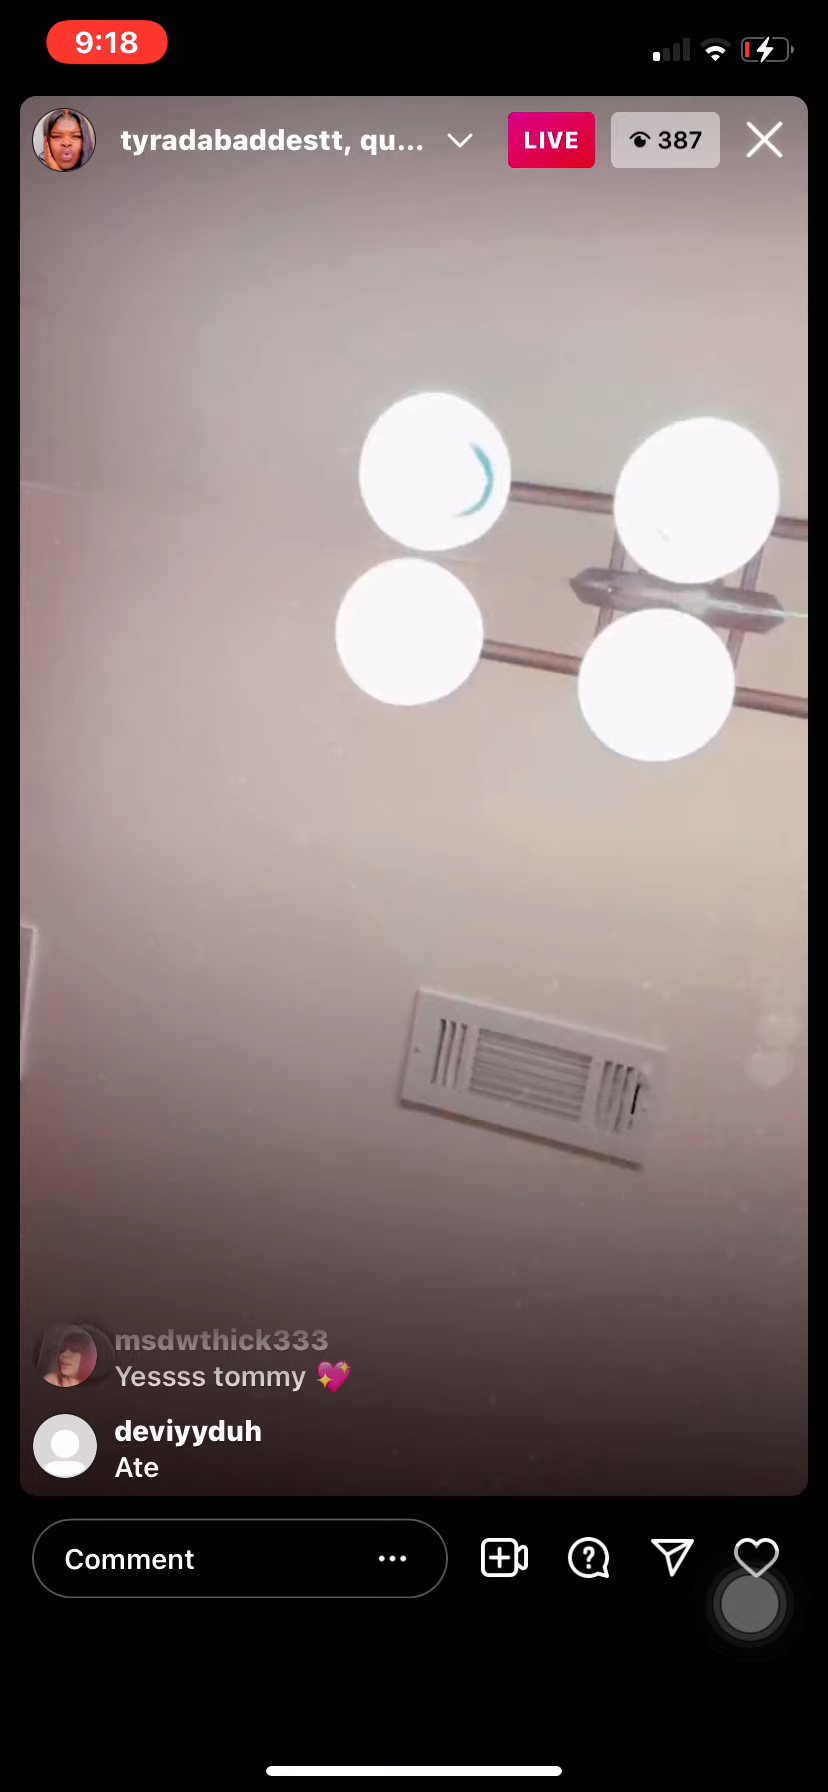 9:18
tyradabaddestt, qu...
LIVE
387
msdwthick333
Yessss tommy 💖
deviyyduh
Ate
Comment